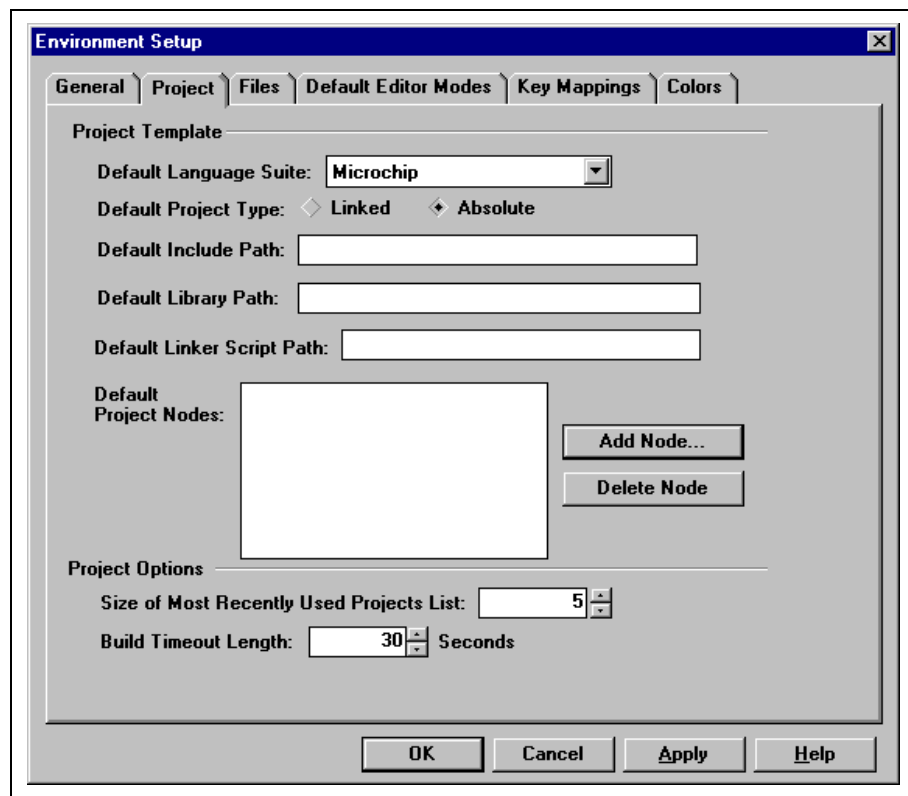 Environment Setup
General Project Files Default Editor Modes Key Mappings Colors
Project Template
Default Language Suite: Microchip
Default Project Type: Linked Absolute
Default Include Path:
Default Library Path:
Default Linker Script Path:
Default
Project Nodes:
Add Node...
Delete Node
Project Options
Size of Most Recently Used Projects List: 5
Build Timeout Length: 30 Seconds
OK Cancel Apply Help